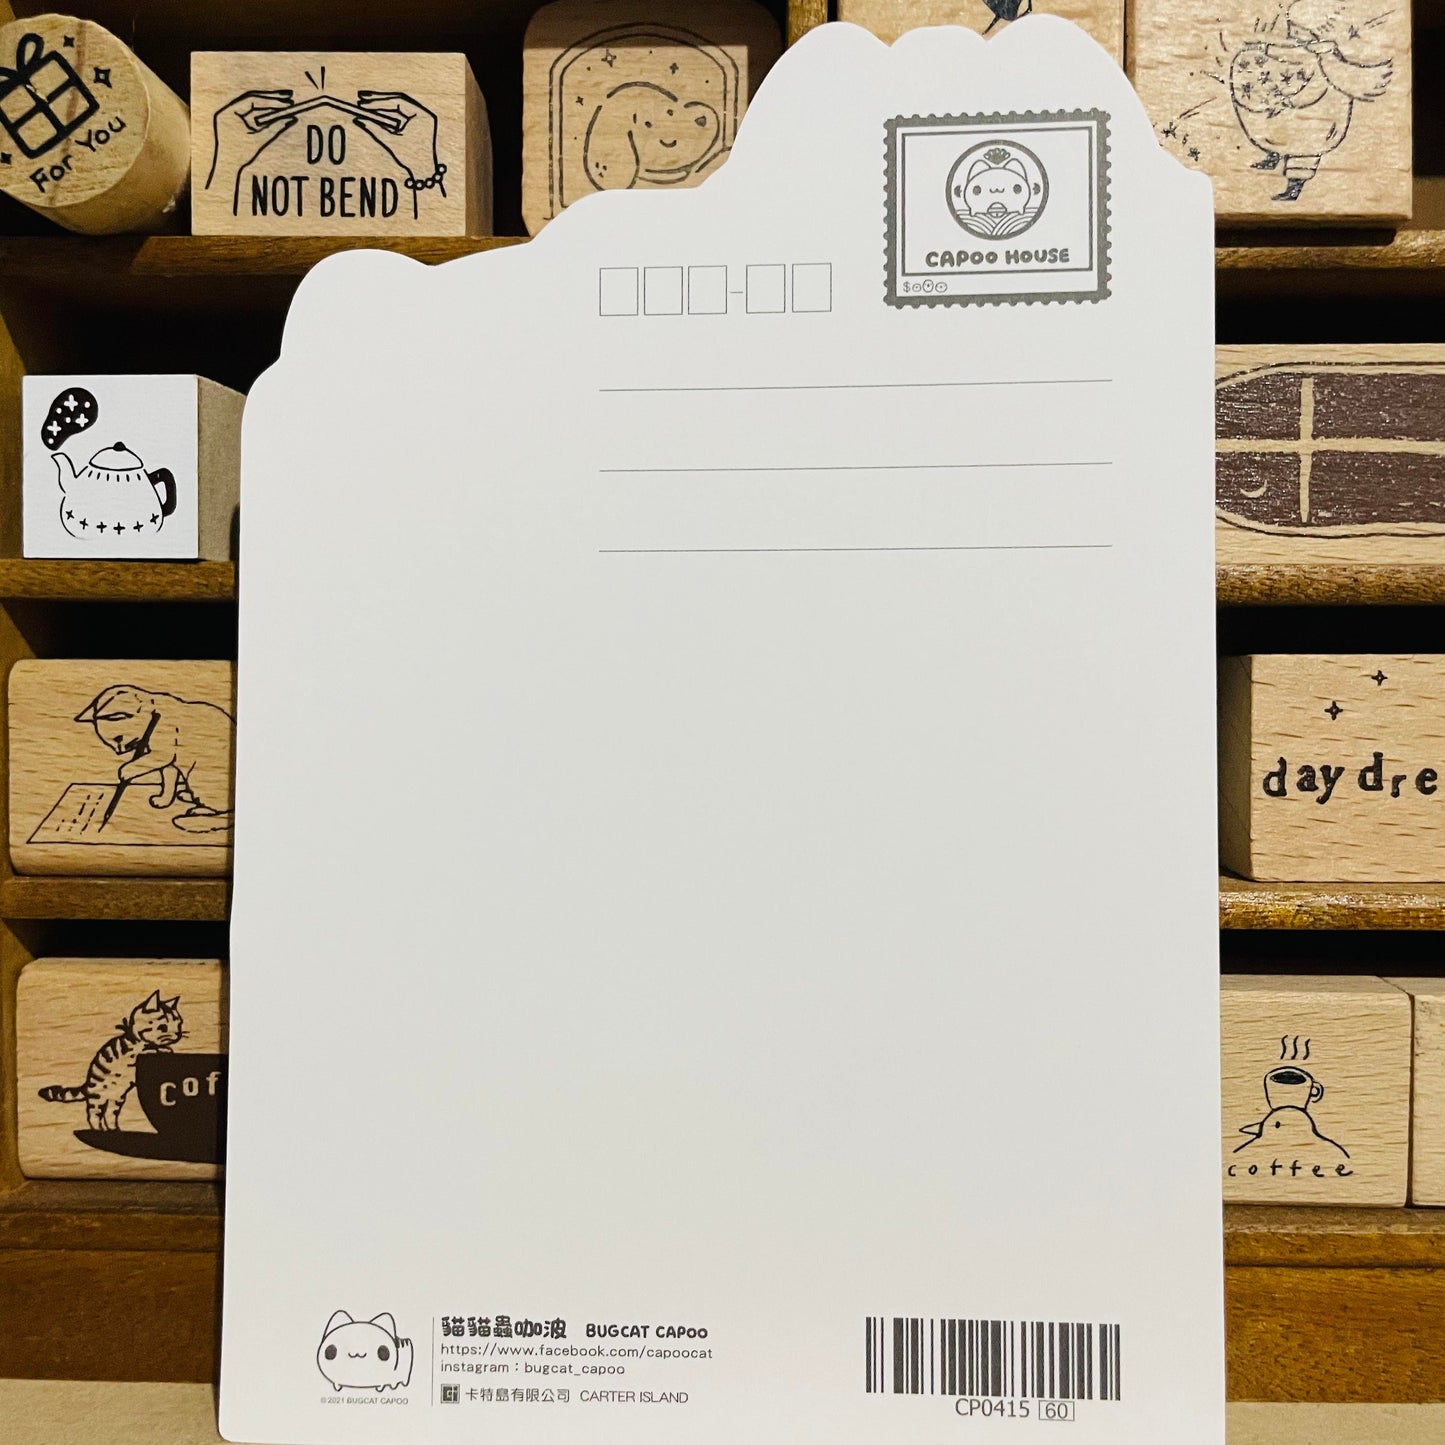 For You
DO
NOT BEND
CAPOO HOUSE
day dre
cof
coffee
貓貓蟲咖波 BUGCAT CAPOO
https://www.facebook.com/capoocat
instagram：bugcat_capoo
卡特島有限公司 CARTER ISLAND
©2021 BUGCAT CAPOO
CP0415 60